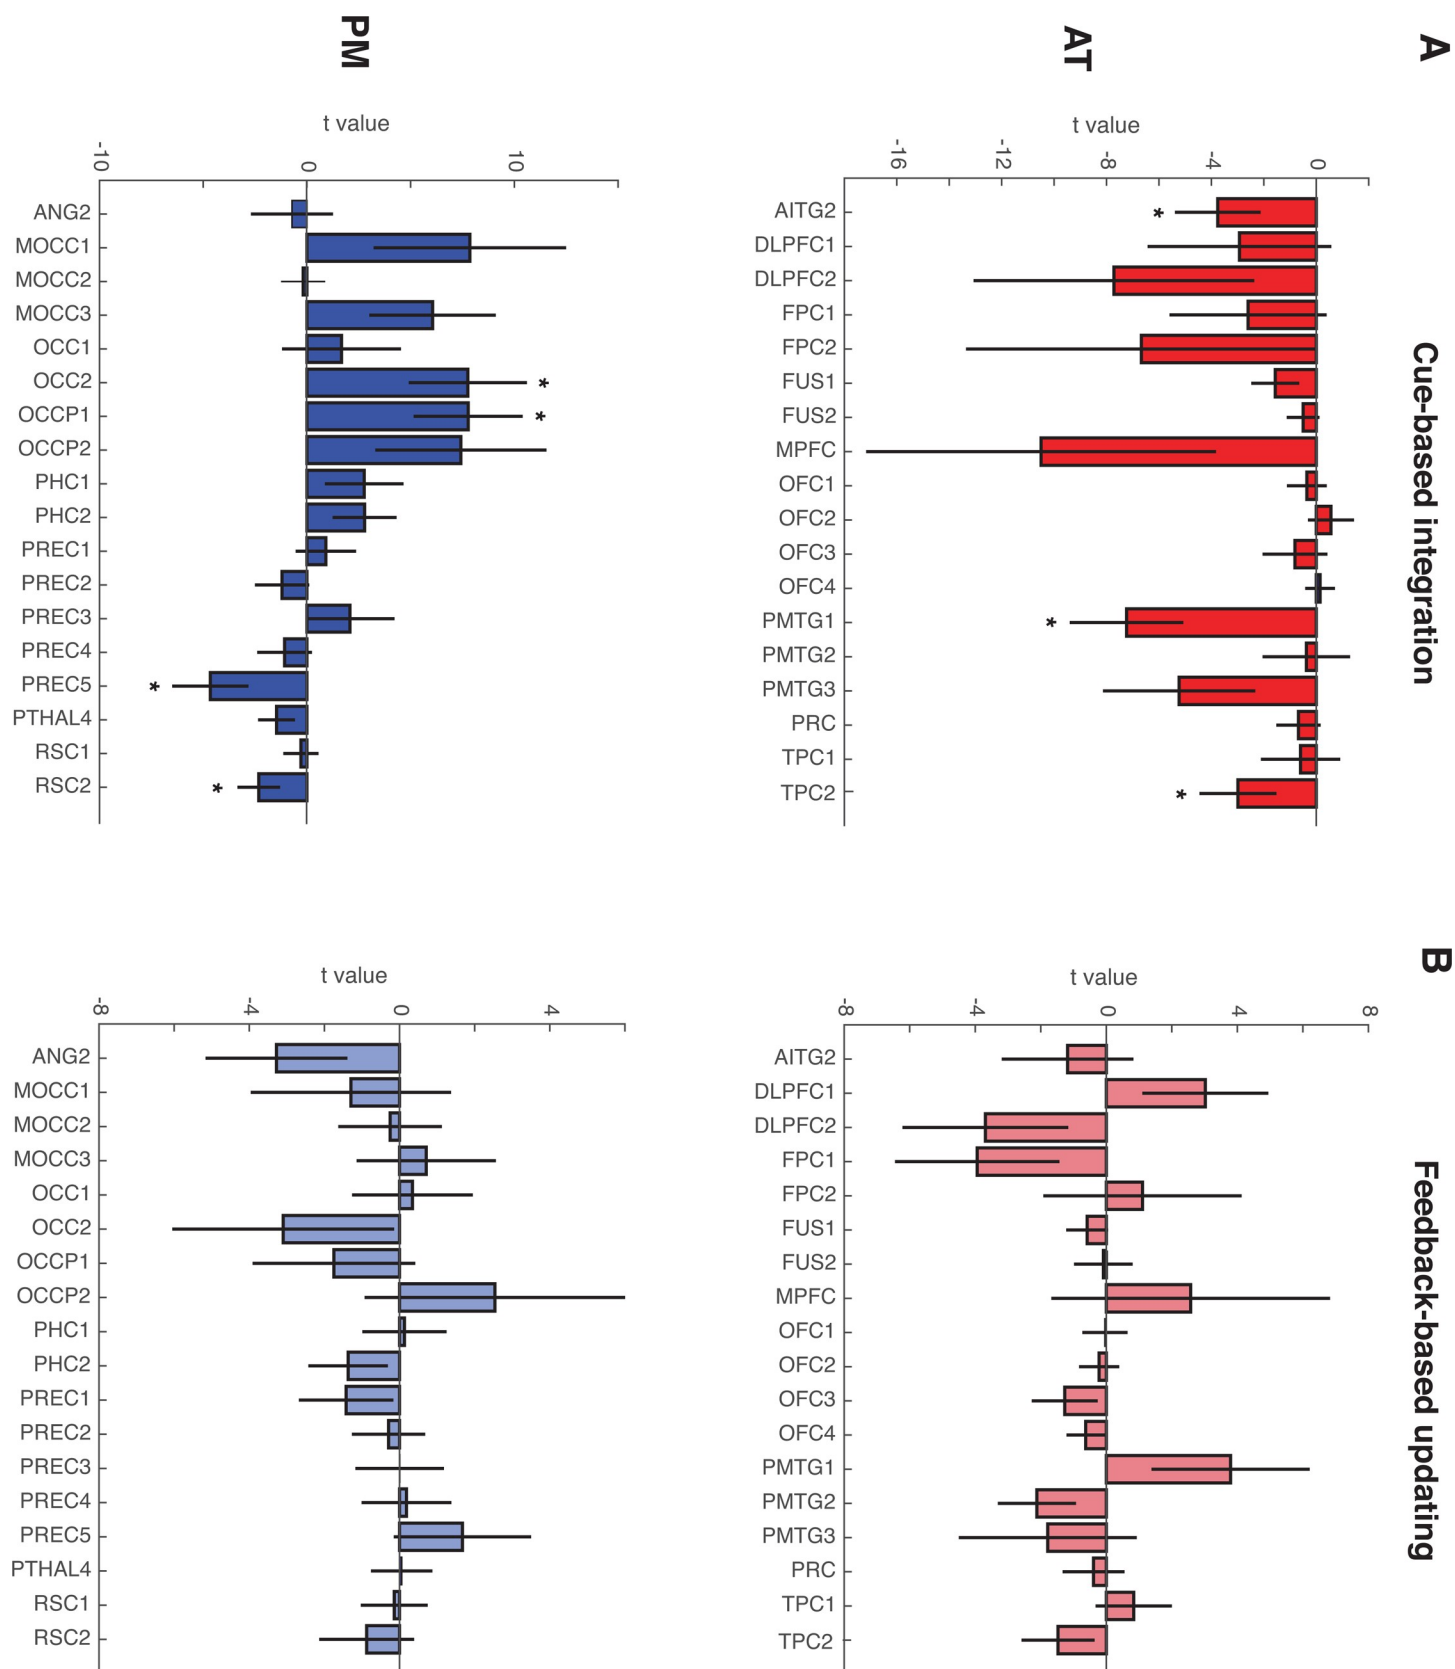 A
Cue-based integration
AT
t value
-16
-12
-8
-4
0
AITG2
*
DLPFC1
DLPFC2
FPC1
FPC2
FUS1
FUS2
MPFC
OFC1
OFC2
OFC3
OFC4
PMTG1
*
PMTG2
PMTG3
PRC
TPC1
TPC2
*
PM
t value
-10
0
10
ANG2
MOCC1
MOCC2
MOCC3
OCC1
OCC2
*
OCCP1
*
OCCP2
PHC1
PHC2
PREC1
PREC2
PREC3
PREC4
PREC5
*
PTHAL4
RSC1
RSC2
*
B
Feedback-based updating
t value
-8
-4
0
4
8
AITG2
DLPFC1
DLPFC2
FPC1
FPC2
FUS1
FUS2
MPFC
OFC1
OFC2
OFC3
OFC4
PMTG1
PMTG2
PMTG3
PRC
TPC1
TPC2
t value
-8
-4
0
4
ANG2
MOCC1
MOCC2
MOCC3
OCC1
OCC2
OCCP1
OCCP2
PHC1
PHC2
PREC1
PREC2
PREC3
PREC4
PREC5
PTHAL4
RSC1
RSC2